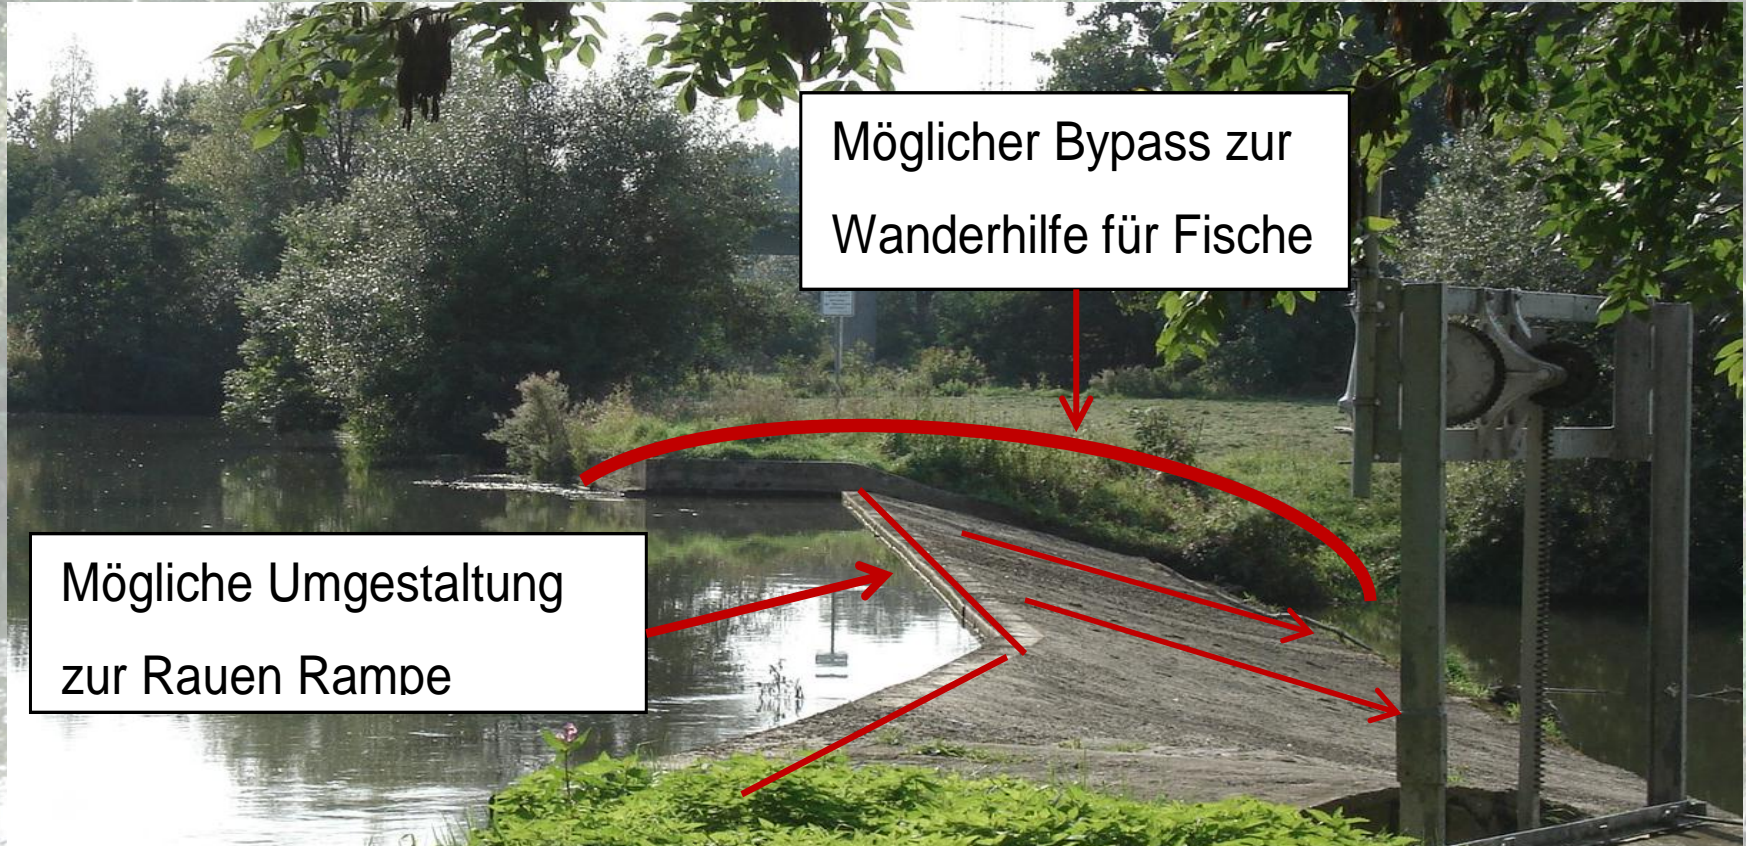 Möglicher Bypass zur
Wanderhilfe für Fische
Mögliche Umgestaltung
zur Rauen Rampe